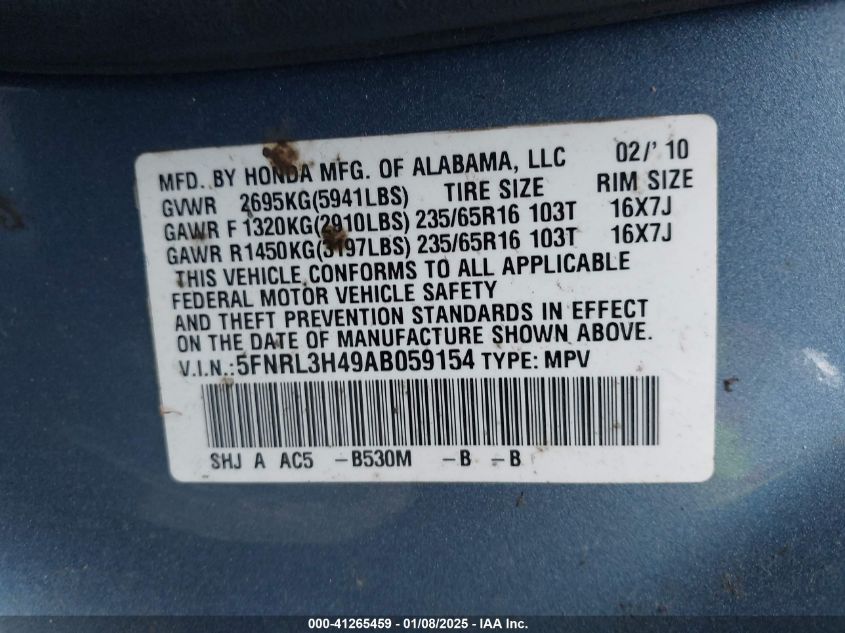 MFD. BY HONDA MFG. OF ALABAMA, LLC 02/' 10
GVWR 2695KG(5941LBS) TIRE SIZE RIM SIZE
GAWR F 1320KG(2910LBS) 235/65R16 103T 16X7J
GAWR R1450KG(3197LBS) 235/65R16 103T 16X7J
THIS VEHICLE CONFORMS TO ALL APPLICABLE
FEDERAL MOTOR VEHICLE SAFETY
AND THEFT PREVENTION STANDARDS IN EFFECT
ON THE DATE OF MANUFACTURE SHOWN ABOVE.
V.I.N.:5FNRL3H49AB059154 TYPE: MPV
SHJ A AC5 -B530M -B -B
000-41265459 - 01/08/2025 - IAA Inc.